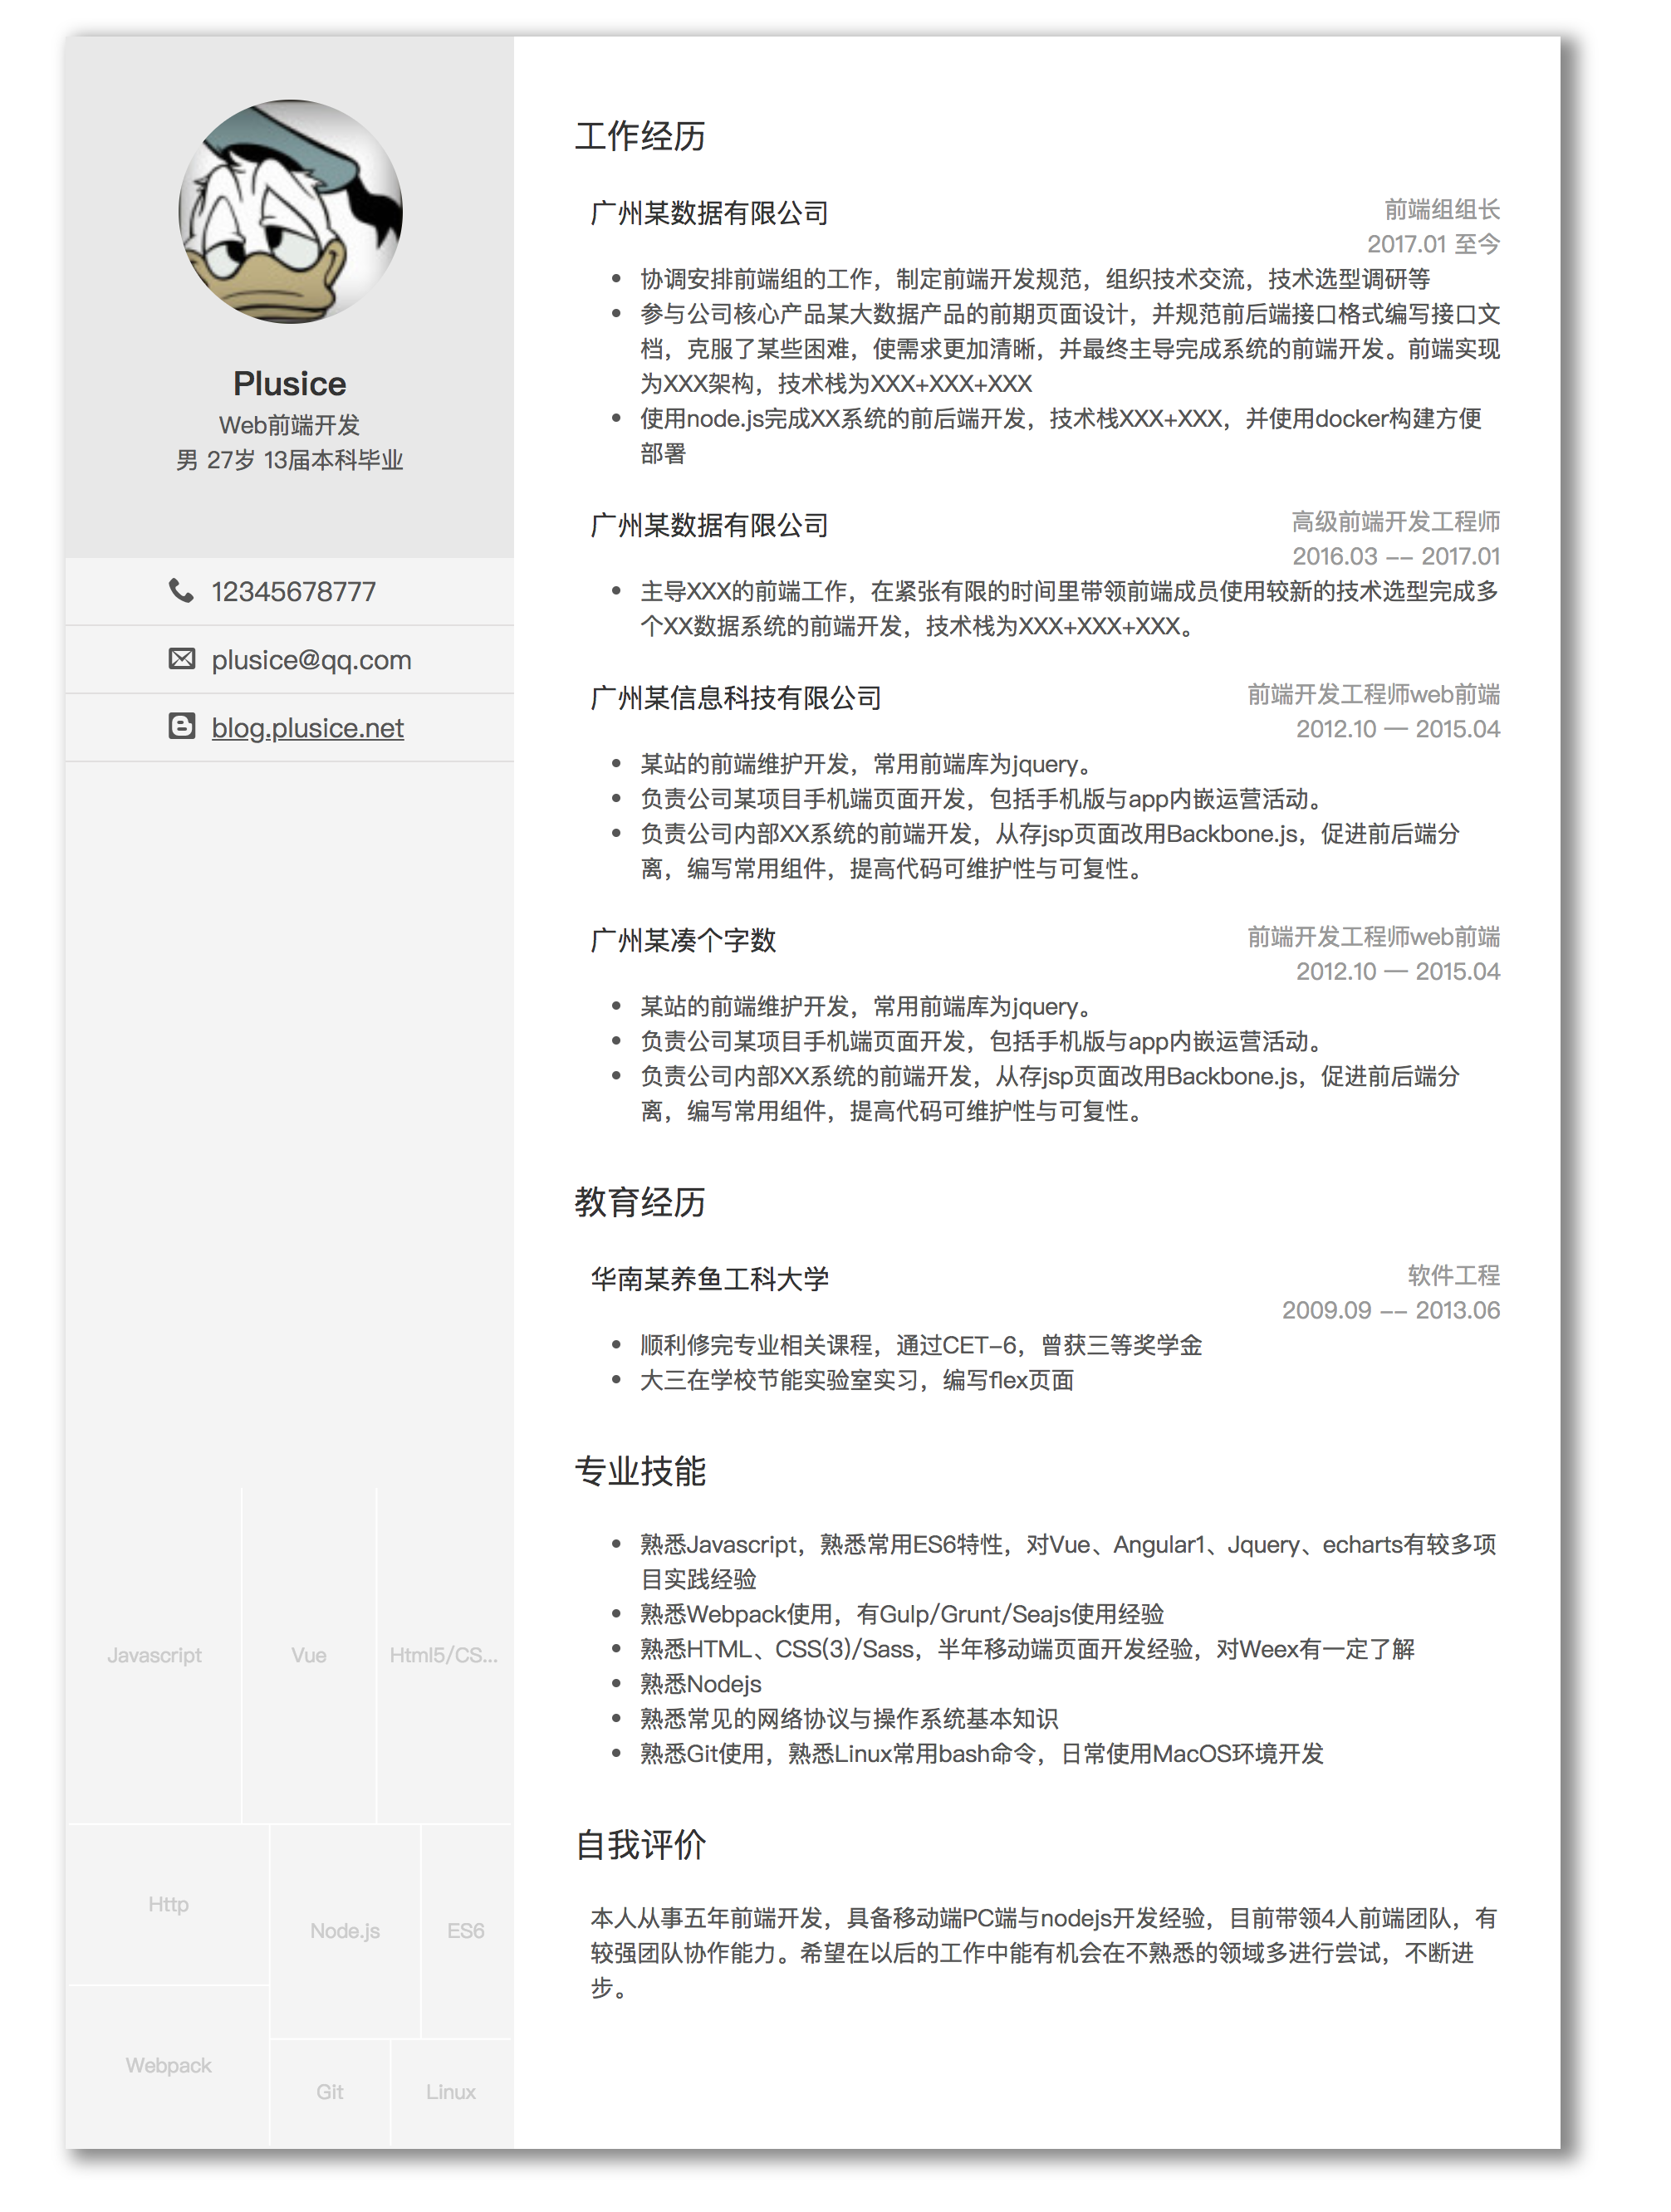 Plusice
Web前端开发
男 27岁 13届本科毕业
12345678777
plusice@qq.com
blog.plusice.net
Javascript
Vue
Html5/CS...
Http
Node.js
ES6
Webpack
Git
Linux
工作经历
广州某数据有限公司
前端组组长
2017.01 至今
协调安排前端组的工作，制定前端开发规范，组织技术交流，技术选型调研等
参与公司核心产品某大数据产品的前期页面设计，并规范前后端接口格式编写接口文
档，克服了某些困难，使需求更加清晰，并最终主导完成系统的前端开发。前端实现
为XXX架构，技术栈为XXX+XXX+XXX
使用node.js完成XX系统的前后端开发，技术栈XXX+XXX，并使用docker构建方便
部署
广州某数据有限公司
高级前端开发工程师
2016.03 -- 2017.01
主导XXX的前端工作，在紧张有限的时间里带领前端成员使用较新的技术选型完成多
个XX数据系统的前端开发，技术栈为XXX+XXX+XXX。
广州某信息科技有限公司
前端开发工程师web前端
2012.10 — 2015.04
某站的前端维护开发，常用前端库为jquery。
负责公司某项目手机端页面开发，包括手机版与app内嵌运营活动。
负责公司内部XX系统的前端开发，从存jsp页面改用Backbone.js，促进前后端分
离，编写常用组件，提高代码可维护性与可复性。
广州某凑个字数
前端开发工程师web前端
2012.10 — 2015.04
某站的前端维护开发，常用前端库为jquery。
负责公司某项目手机端页面开发，包括手机版与app内嵌运营活动。
负责公司内部XX系统的前端开发，从存jsp页面改用Backbone.js，促进前后端分
离，编写常用组件，提高代码可维护性与可复性。
教育经历
华南某养鱼工科大学
软件工程
2009.09 -- 2013.06
顺利修完专业相关课程，通过CET-6，曾获三等奖学金
大三在学校节能实验室实习，编写flex页面
专业技能
熟悉Javascript，熟悉常用ES6特性，对Vue、Angular1、Jquery、echarts有较多项
目实践经验
熟悉Webpack使用，有Gulp/Grunt/Seajs使用经验
熟悉HTML、CSS(3)/Sass，半年移动端页面开发经验，对Weex有一定了解
熟悉Nodejs
熟悉常见的网络协议与操作系统基本知识
熟悉Git使用，熟悉Linux常用bash命令，日常使用MacOS环境开发
自我评价
本人从事五年前端开发，具备移动端PC端与nodejs开发经验，目前带领4人前端团队，有
较强团队协作能力。希望在以后的工作中能有机会在不熟悉的领域多进行尝试，不断进
步。